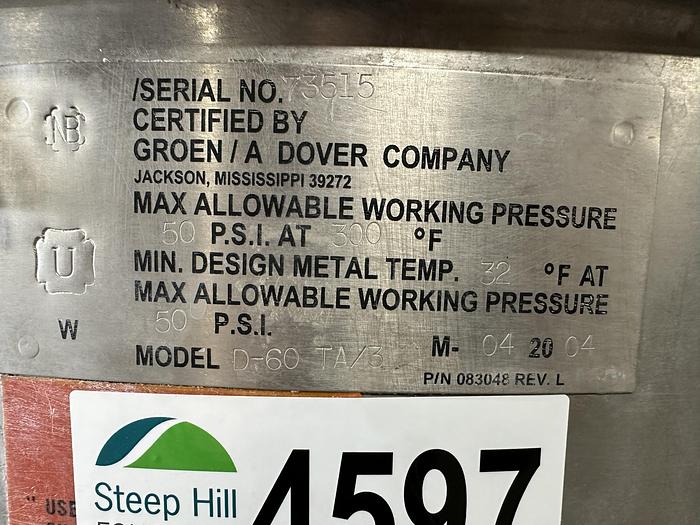 /SERIAL NO. 73515
CERTIFIED BY
GROEN / A DOVER COMPANY
JACKSON, MISSISSIPPI 39272
MAX ALLOWABLE WORKING PRESSURE
50 P.S.I. AT 300 °F
MIN. DESIGN METAL TEMP. 32 °F AT
MAX ALLOWABLE WORKING PRESSURE
50 P.S.I.
MODEL D-60 TA/3 M- 04 20 04
P/N 083048 REV. L
NB
U
W
Steep Hill
4597
" USE